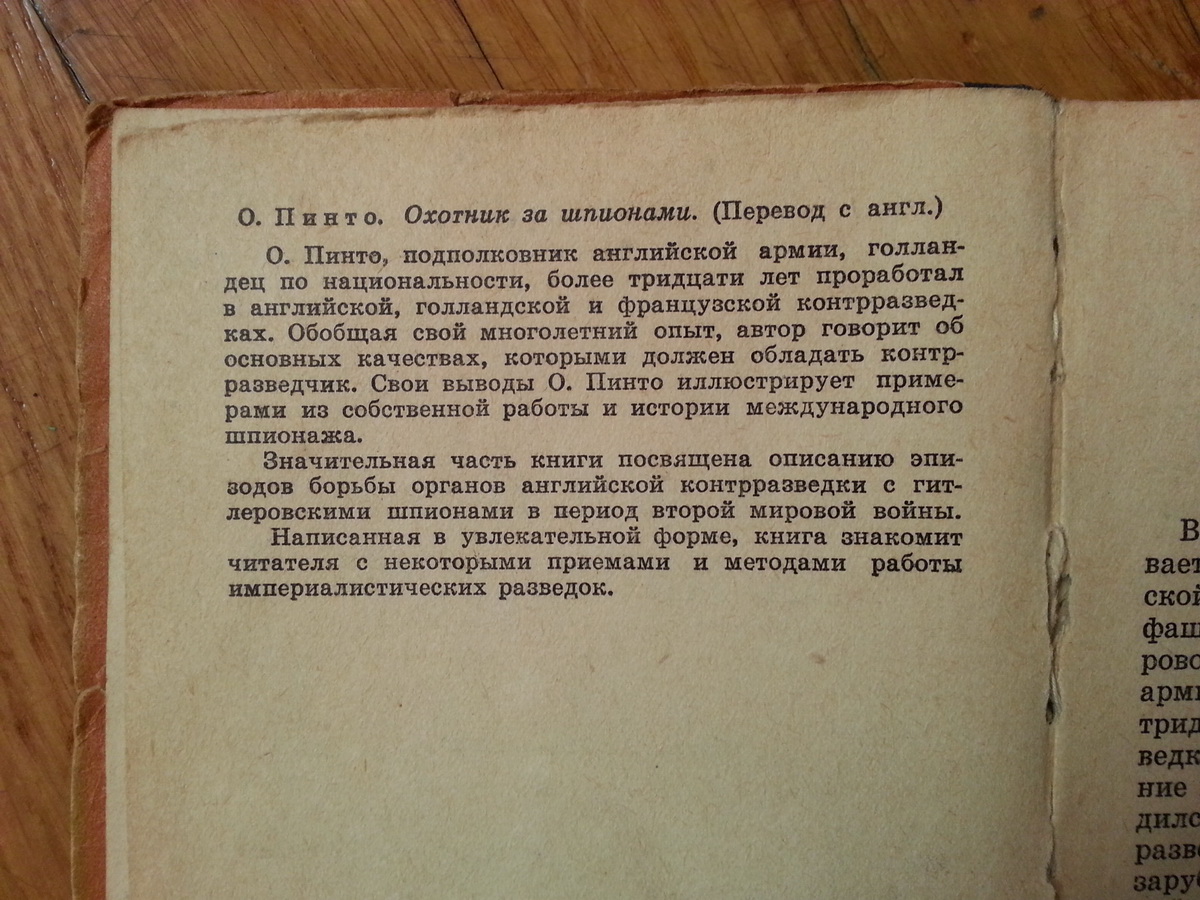 О. Пинто. Охотник за шпионами. (Перевод с англ.)
О. Пинто, подполковник английской армии, голлан-
дец по национальности, более тридцати лет проработал
в английской, голландской и французской контрразвед-
ках. Обобщая свой многолетний опыт, автор говорит об
основных качествах, которыми должен обладать контр-
разведчик. Свои выводы О. Пинто иллюстрирует приме-
рами из собственной работы и истории международного
шпионажа.
Значительная часть книги посвящена описанию эпи-
зодов борьбы органов английской контрразведки с гит-
леровскими шпионами в период второй мировой войны.
Написанная в увлекательной форме, книга знакомит
читателя с некоторыми приемами и методами работы
империалистических разведок.
В
вает
ской
фаш
рово
арми
трид
ведк
ние
дилс
разве
заруб